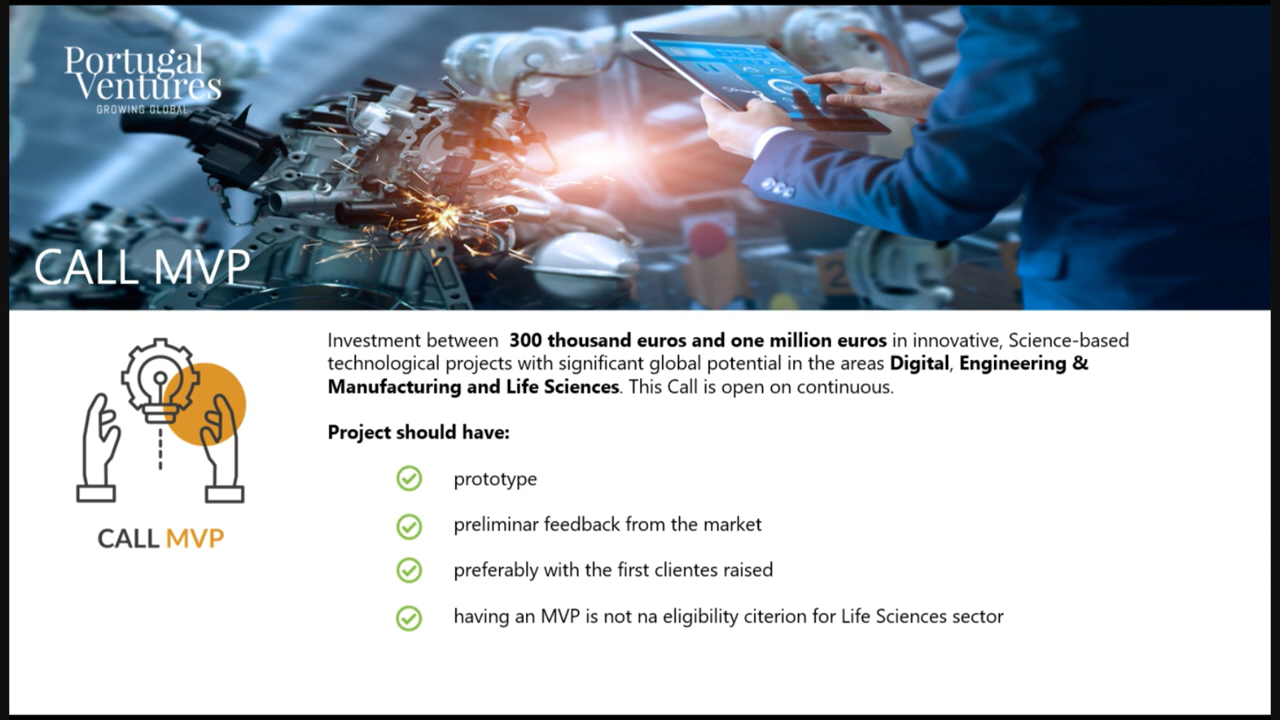 Portugal
Ventures
GROWING GLOBAL
CALL MVP
Investment between 300 thousand euros and one million euros in innovative, Science-based
technological projects with significant global potential in the areas Digital, Engineering &
Manufacturing and Life Sciences. This Call is open on continuous.
Project should have:
prototype
preliminar feedback from the market
preferably with the first clientes raised
having an MVP is not na eligibility citerion for Life Sciences sector
CALL MVP
2